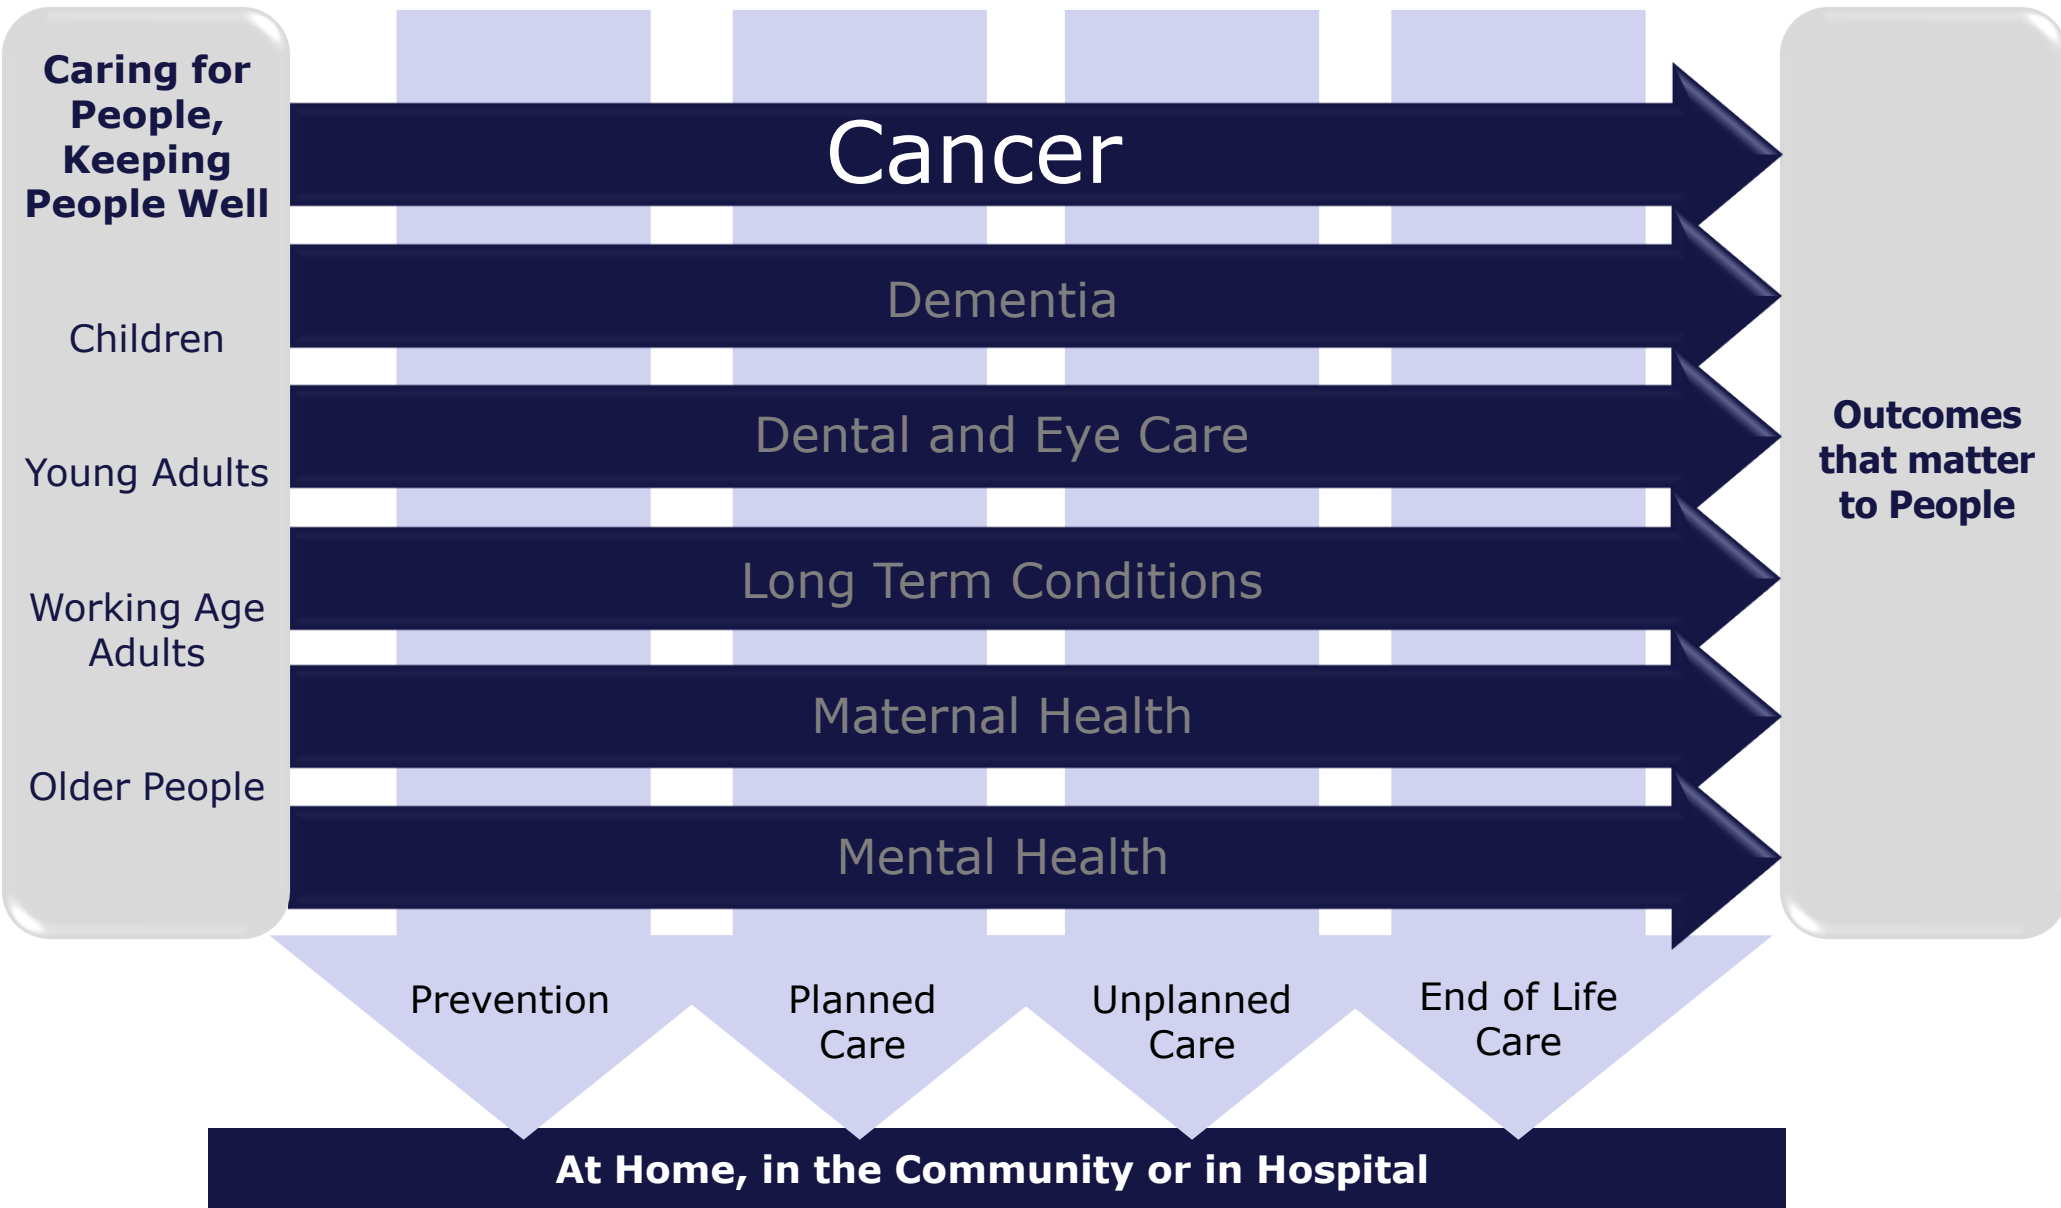 Caring for
People,
Keeping
People Well
Children
Young Adults
Working Age
Adults
Older People
Cancer
Dementia
Dental and Eye Care
Long Term Conditions
Maternal Health
Mental Health
Outcomes
that matter
to People
Prevention
Planned
Care
Unplanned
Care
End of Life
Care
At Home, in the Community or in Hospital